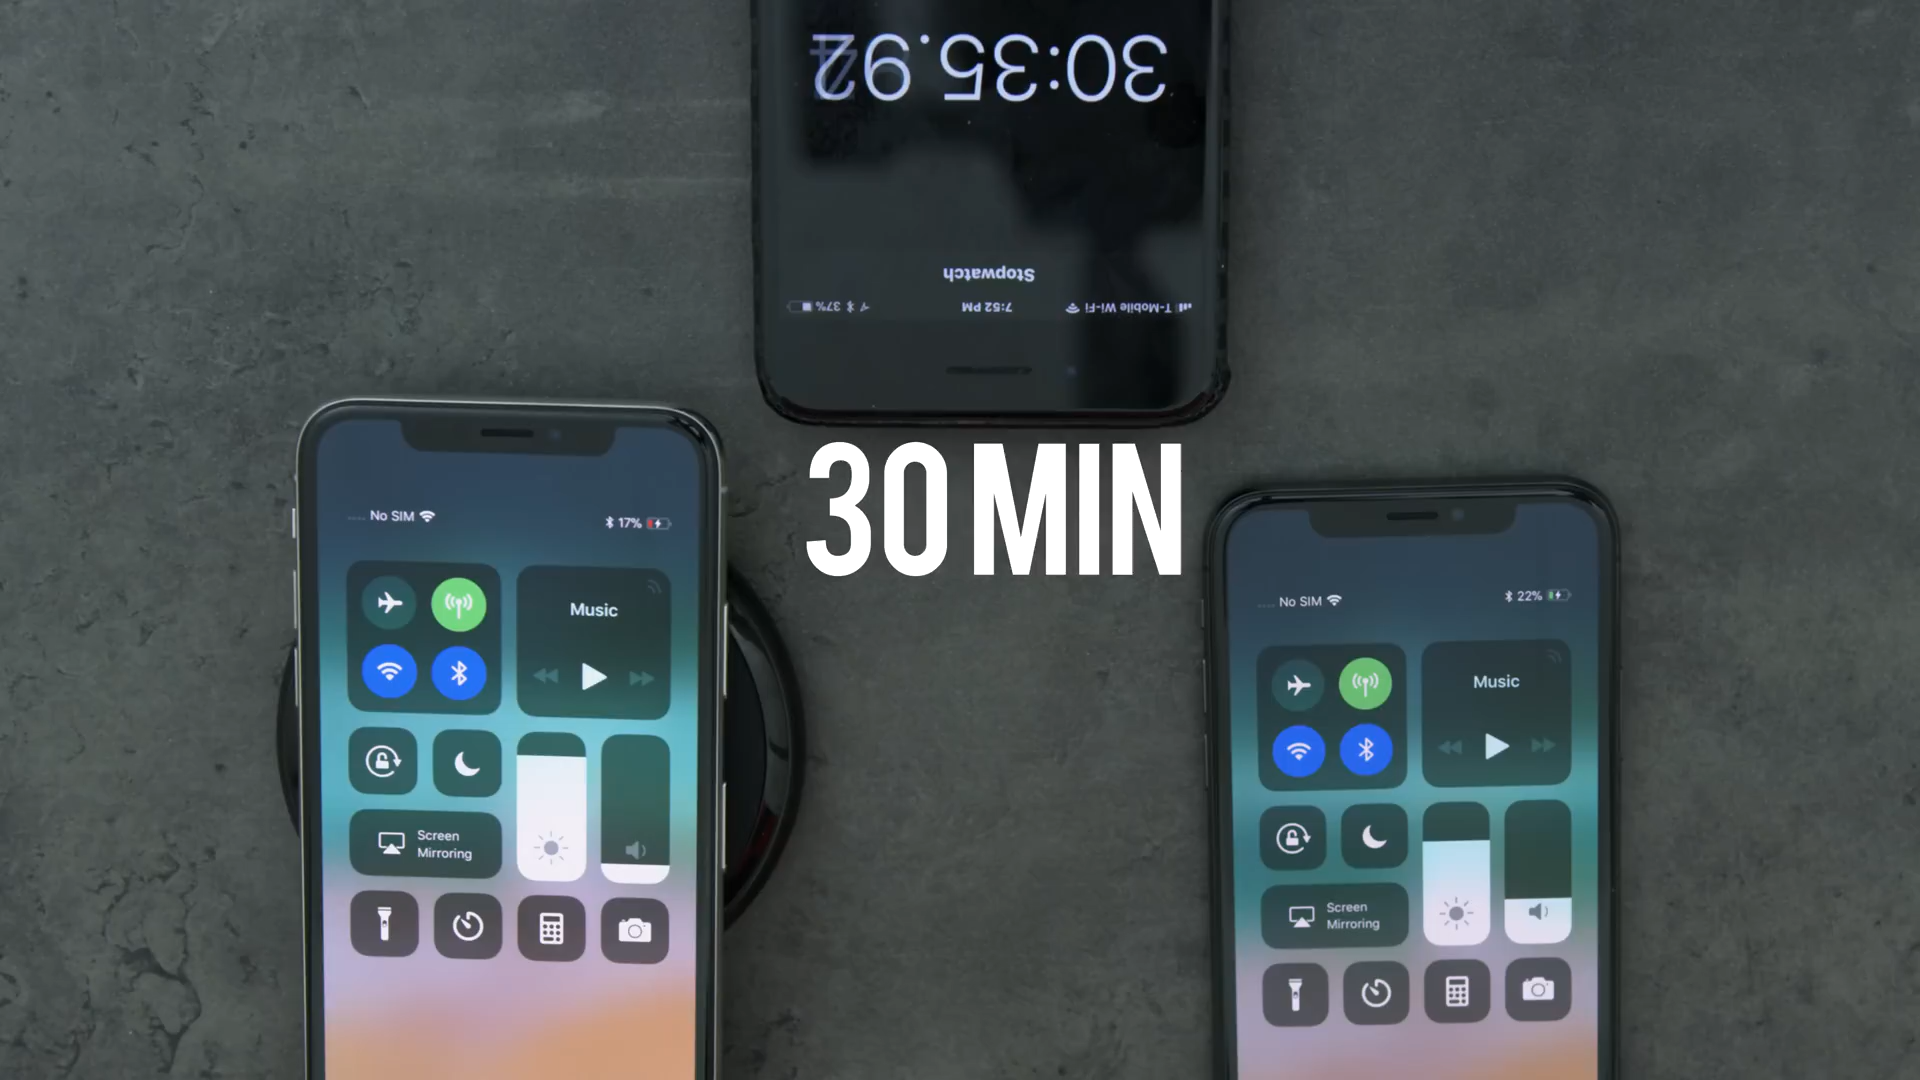 30:35.92
Stopwatch
T-Mobile Wi-Fi 7:52 PM 37%
30 MIN
No SIM 17%
Music
Screen
Mirroring
No SIM 22%
Music
Screen
Mirroring